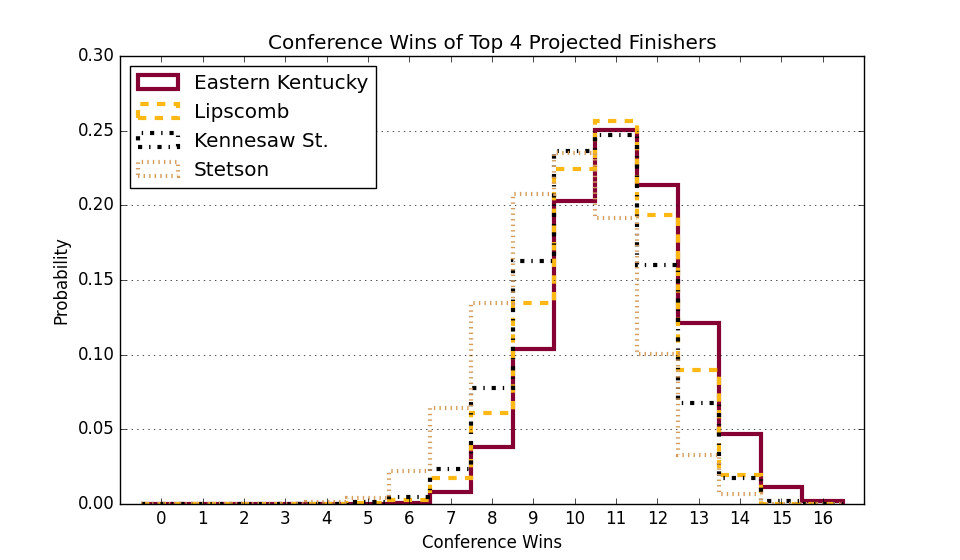 Conference Wins of Top 4 Projected Finishers
Eastern Kentucky
Lipscomb
Kennesaw St.
Stetson
Probability
0.30
0.25
0.20
0.15
0.10
0.05
0.00
0 1 2 3 4 5 6 7 8 9 10 11 12 13 14 15 16
Conference Wins